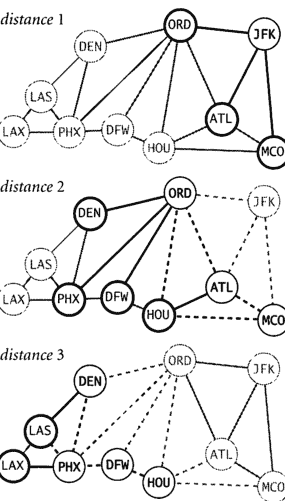 distance 1
ORD
JFK
DEN
LAS
ATL
LAX
PHX
DFW
HOU
MCO
distance 2
ORD
JFK
DEN
LAS
ATL
LAX
PHX
DFW
HOU
MCO
distance 3
ORD
JFK
DEN
LAS
ATL
LAX
PHX
DFW
HOU
MCO